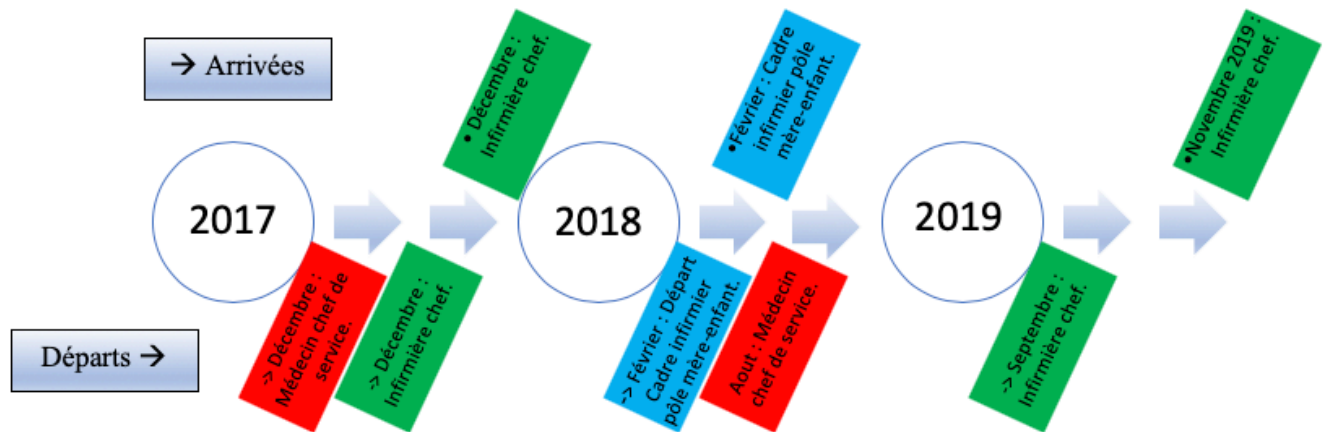 → Arrivées
• Décembre :
Infirmière chef.
•Février : Cadre
infirmier pôle
mère-enfant.
•Novembre 2019 :
Infirmière chef.
2017
2018
2019
Départs →
-> Décembre :
Médecin chef de
service.
-> Décembre :
Infirmière chef.
-> Février : Départ
Cadre infirmier
pôle mère-enfant.
Aout : Médecin
chef de service.
-> Septembre :
Infirmière chef.